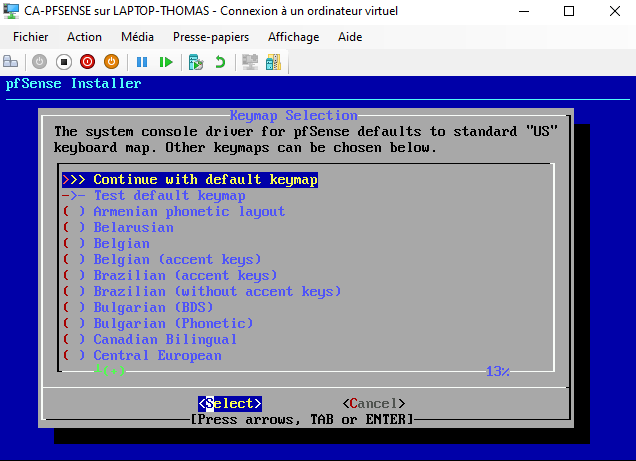 CA-PFSENSE sur LAPTOP-THOMAS - Connexion à un ordinateur virtuel
Fichier Action Média Presse-papiers Affichage Aide
pfSense Installer
Keymap Selection
The system console driver for pfSense defaults to standard "US"
keyboard map. Other keymaps can be chosen below.
>>> Continue with default keymap
->- Test default keymap
( ) Armenian phonetic layout
( ) Belarusian
( ) Belgian
( ) Belgian (accent keys)
( ) Brazilian (accent keys)
( ) Brazilian (without accent keys)
( ) Bulgarian (BDS)
( ) Bulgarian (Phonetic)
( ) Canadian Bilingual
( ) Central European
13%
<Select> <Cancel>
[Press arrows, TAB or ENTER]